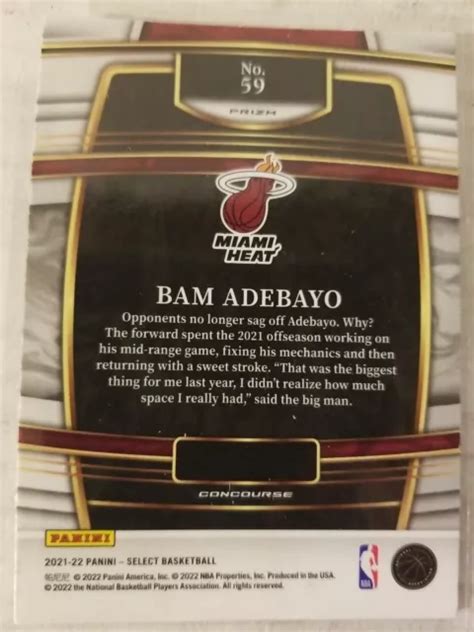 No.
59
PRIZM
MIAMI
HEAT
BAM ADEBAYO
Opponents no longer sag off Adebayo. Why?
The forward spent the 2021 offseason working on
his mid-range game, fixing his mechanics and then
returning with a sweet stroke. “That was the biggest
thing for me last year, I didn't realize how much
space I really had,” said the big man.
CONCOURSE
PANINI
2021-22 PANINI – SELECT BASKETBALL
帕尼尼 © 2022 Panini America, Inc. © 2022 NBA Properties, Inc. Produced in the USA.
© 2022 the National Basketball Players Association. All rights reserved.
NBA